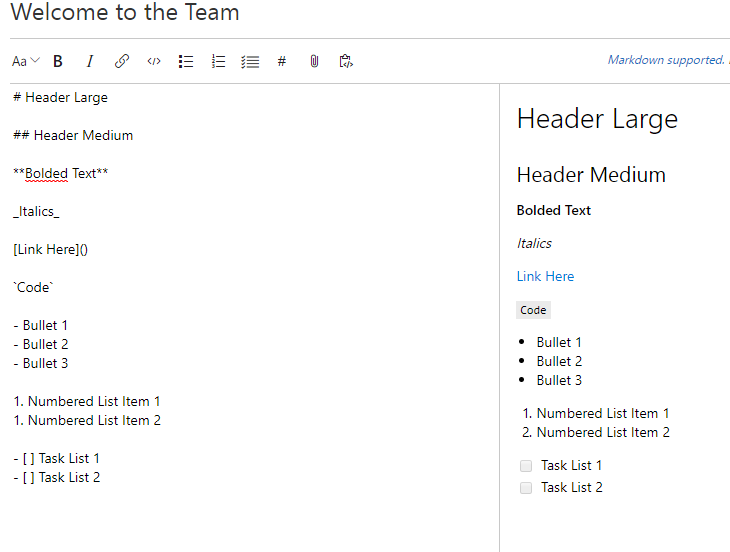 Welcome to the Team
Aa B I </> #
Markdown supported.
# Header Large
## Header Medium
**Bolded Text**
_Italics_
[Link Here]()
`Code`
- Bullet 1
- Bullet 2
- Bullet 3
1. Numbered List Item 1
1. Numbered List Item 2
- [ ] Task List 1
- [ ] Task List 2
Header Large
Header Medium
Bolded Text
Italics
Link Here
Code
• Bullet 1
• Bullet 2
• Bullet 3
1. Numbered List Item 1
2. Numbered List Item 2
Task List 1
Task List 2